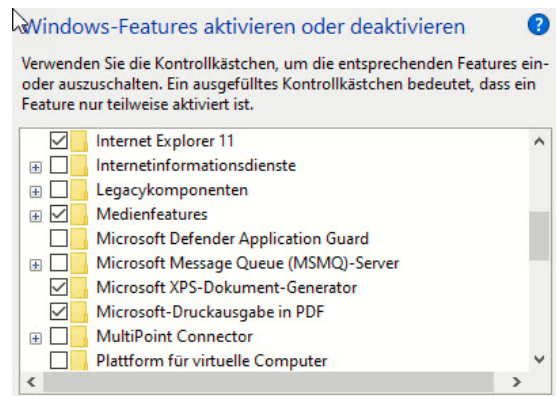 Windows-Features aktivieren oder deaktivieren
?
Verwenden Sie die Kontrollkästchen, um die entsprechenden Features ein-
oder auszuschalten. Ein ausgefülltes Kontrollkästchen bedeutet, dass ein
Feature nur teilweise aktiviert ist.
Internet Explorer 11
Internetinformationsdienste
Legacykomponenten
Medienfeatures
Microsoft Defender Application Guard
Microsoft Message Queue (MSMQ)-Server
Microsoft XPS-Dokument-Generator
Microsoft-Druckausgabe in PDF
MultiPoint Connector
Plattform für virtuelle Computer